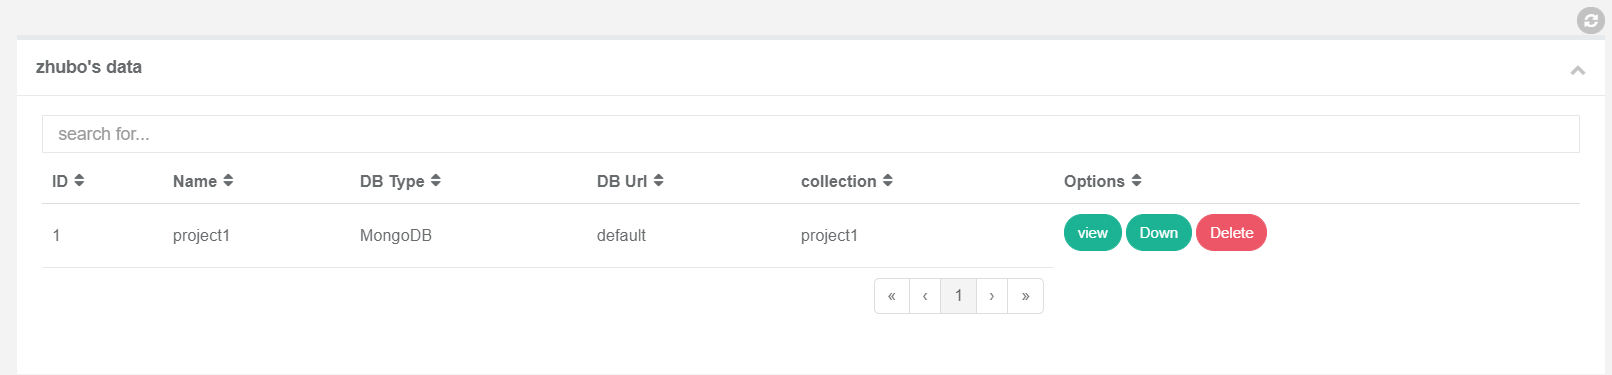 zhubo's data
search for...
ID Name DB Type DB Url collection Options
1 project1 MongoDB default project1 view Down Delete
« ‹ 1 › »